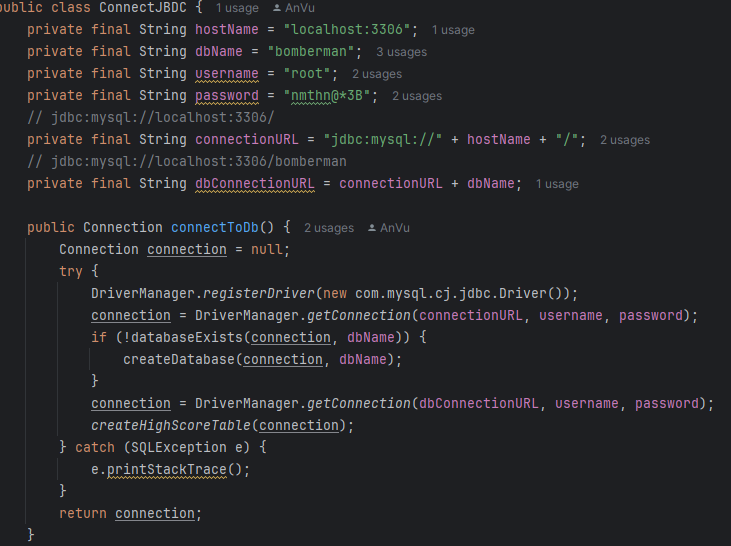 public class ConnectJBDC { 1 usage AnVu
private final String hostName = "localhost:3306"; 1 usage
private final String dbName = "bomberman"; 3 usages
private final String username = "root"; 2 usages
private final String password = "nmthn@*3B"; 2 usages
// jdbc:mysql://localhost:3306/
private final String connectionURL = "jdbc:mysql://" + hostName + "/"; 2 usages
// jdbc:mysql://localhost:3306/bomberman
private final String dbConnectionURL = connectionURL + dbName; 1 usage
public Connection connectToDb() { 2 usages AnVu
Connection connection = null;
try {
DriverManager.registerDriver(new com.mysql.cj.jdbc.Driver());
connection = DriverManager.getConnection(connectionURL, username, password);
if (!databaseExists(connection, dbName)) {
createDatabase(connection, dbName);
}
connection = DriverManager.getConnection(dbConnectionURL, username, password);
createHighScoreTable(connection);
} catch (SQLException e) {
e.printStackTrace();
}
return connection;
}